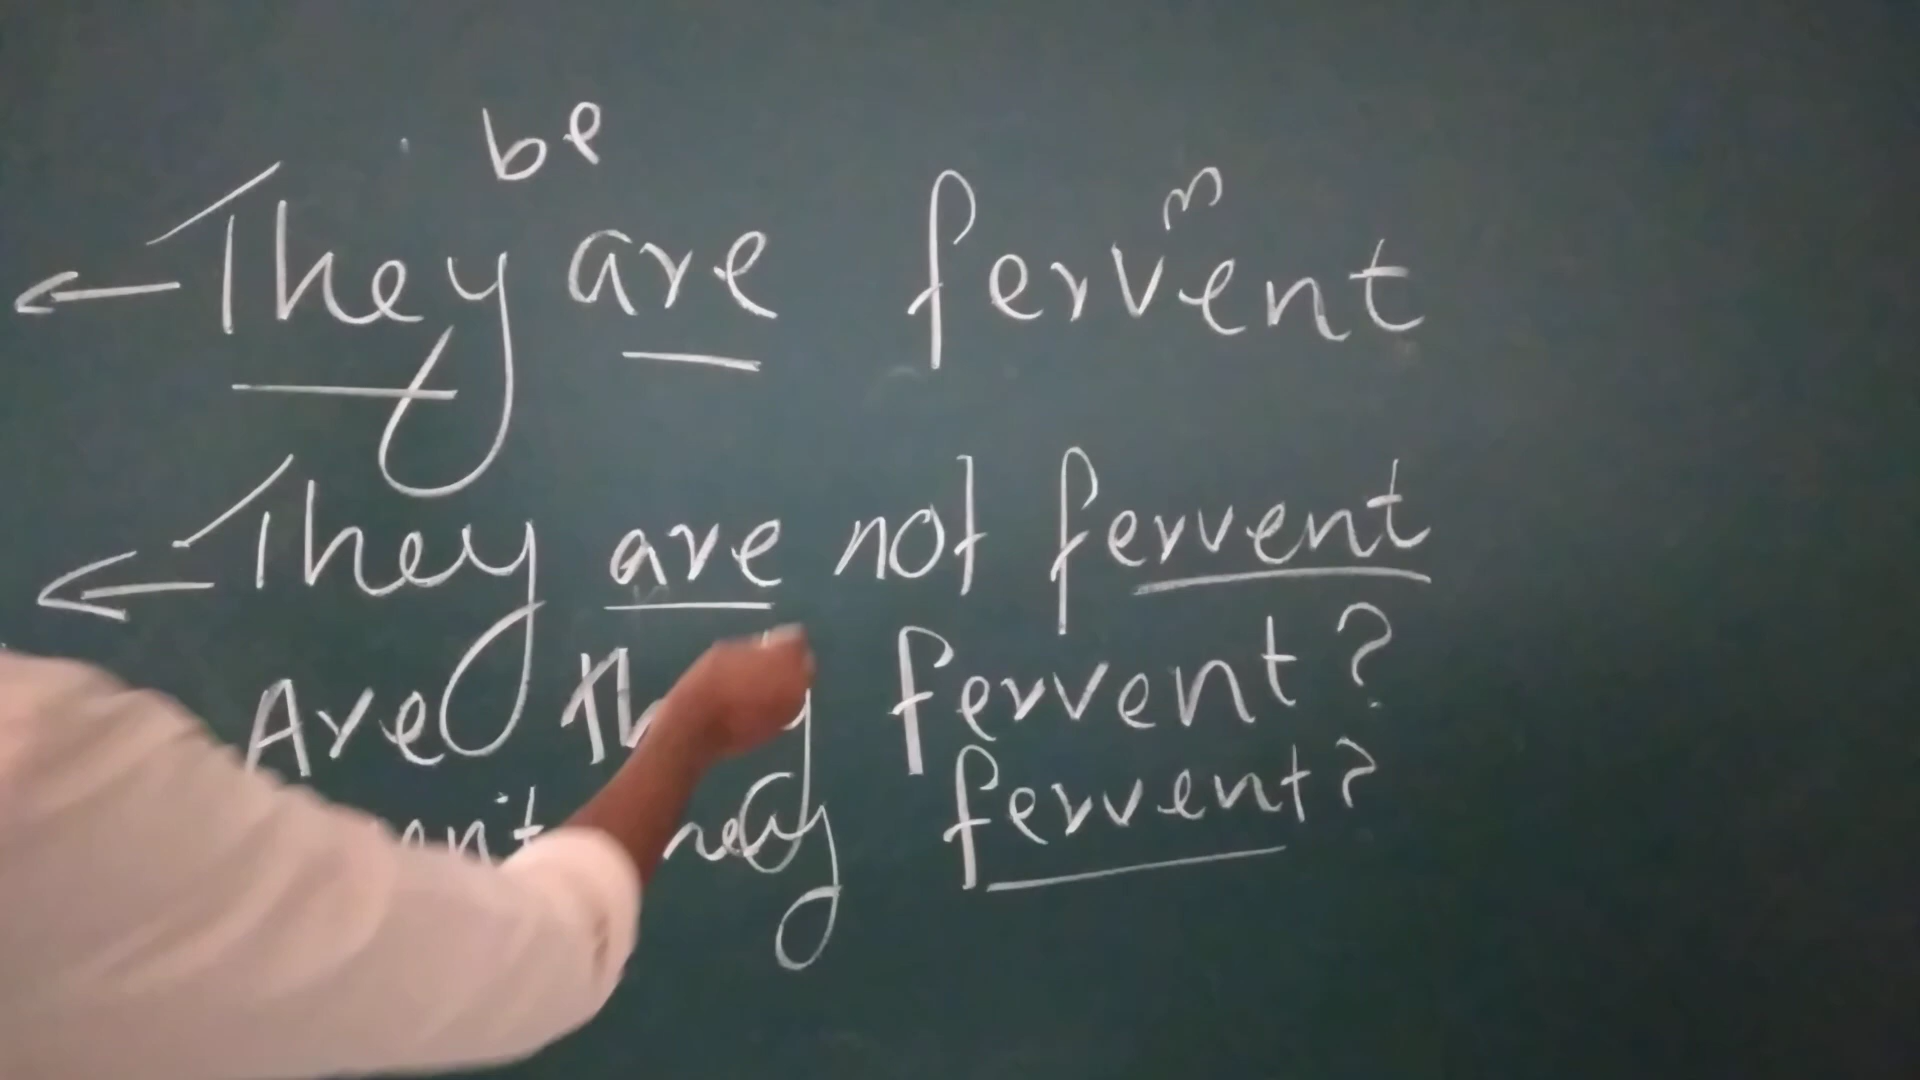 be
They are fervent
They are not fervent
Are fervent?
fervent?